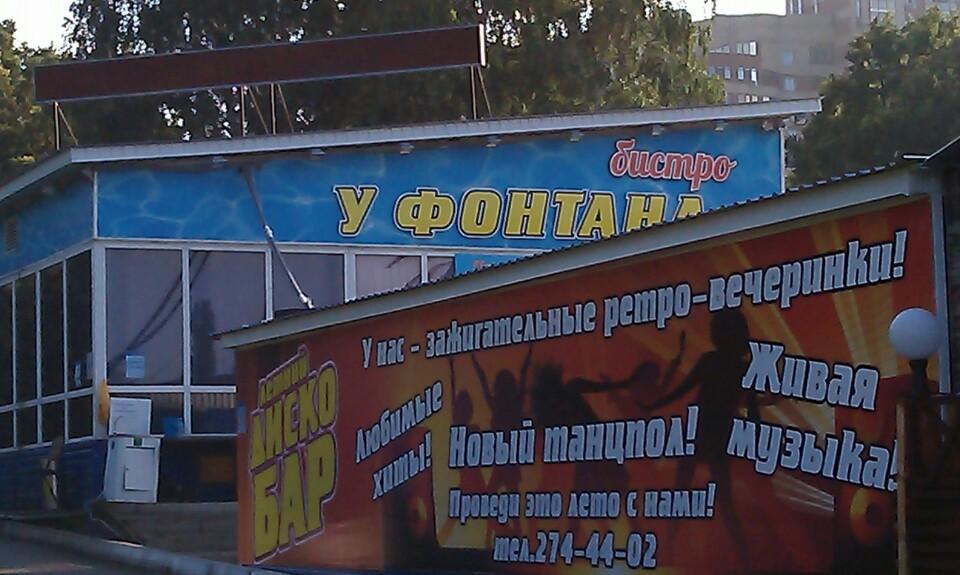 бистро
У ФОНТАНА
У нас - зажигательные ретро-вечеринки!
ЛЕТНИЙ
ДИСКО
БАР
Любимые
хиты!
Новый танцпол!
Живая
музыка!
Проведи это лето с нами!
тел.274-44-02